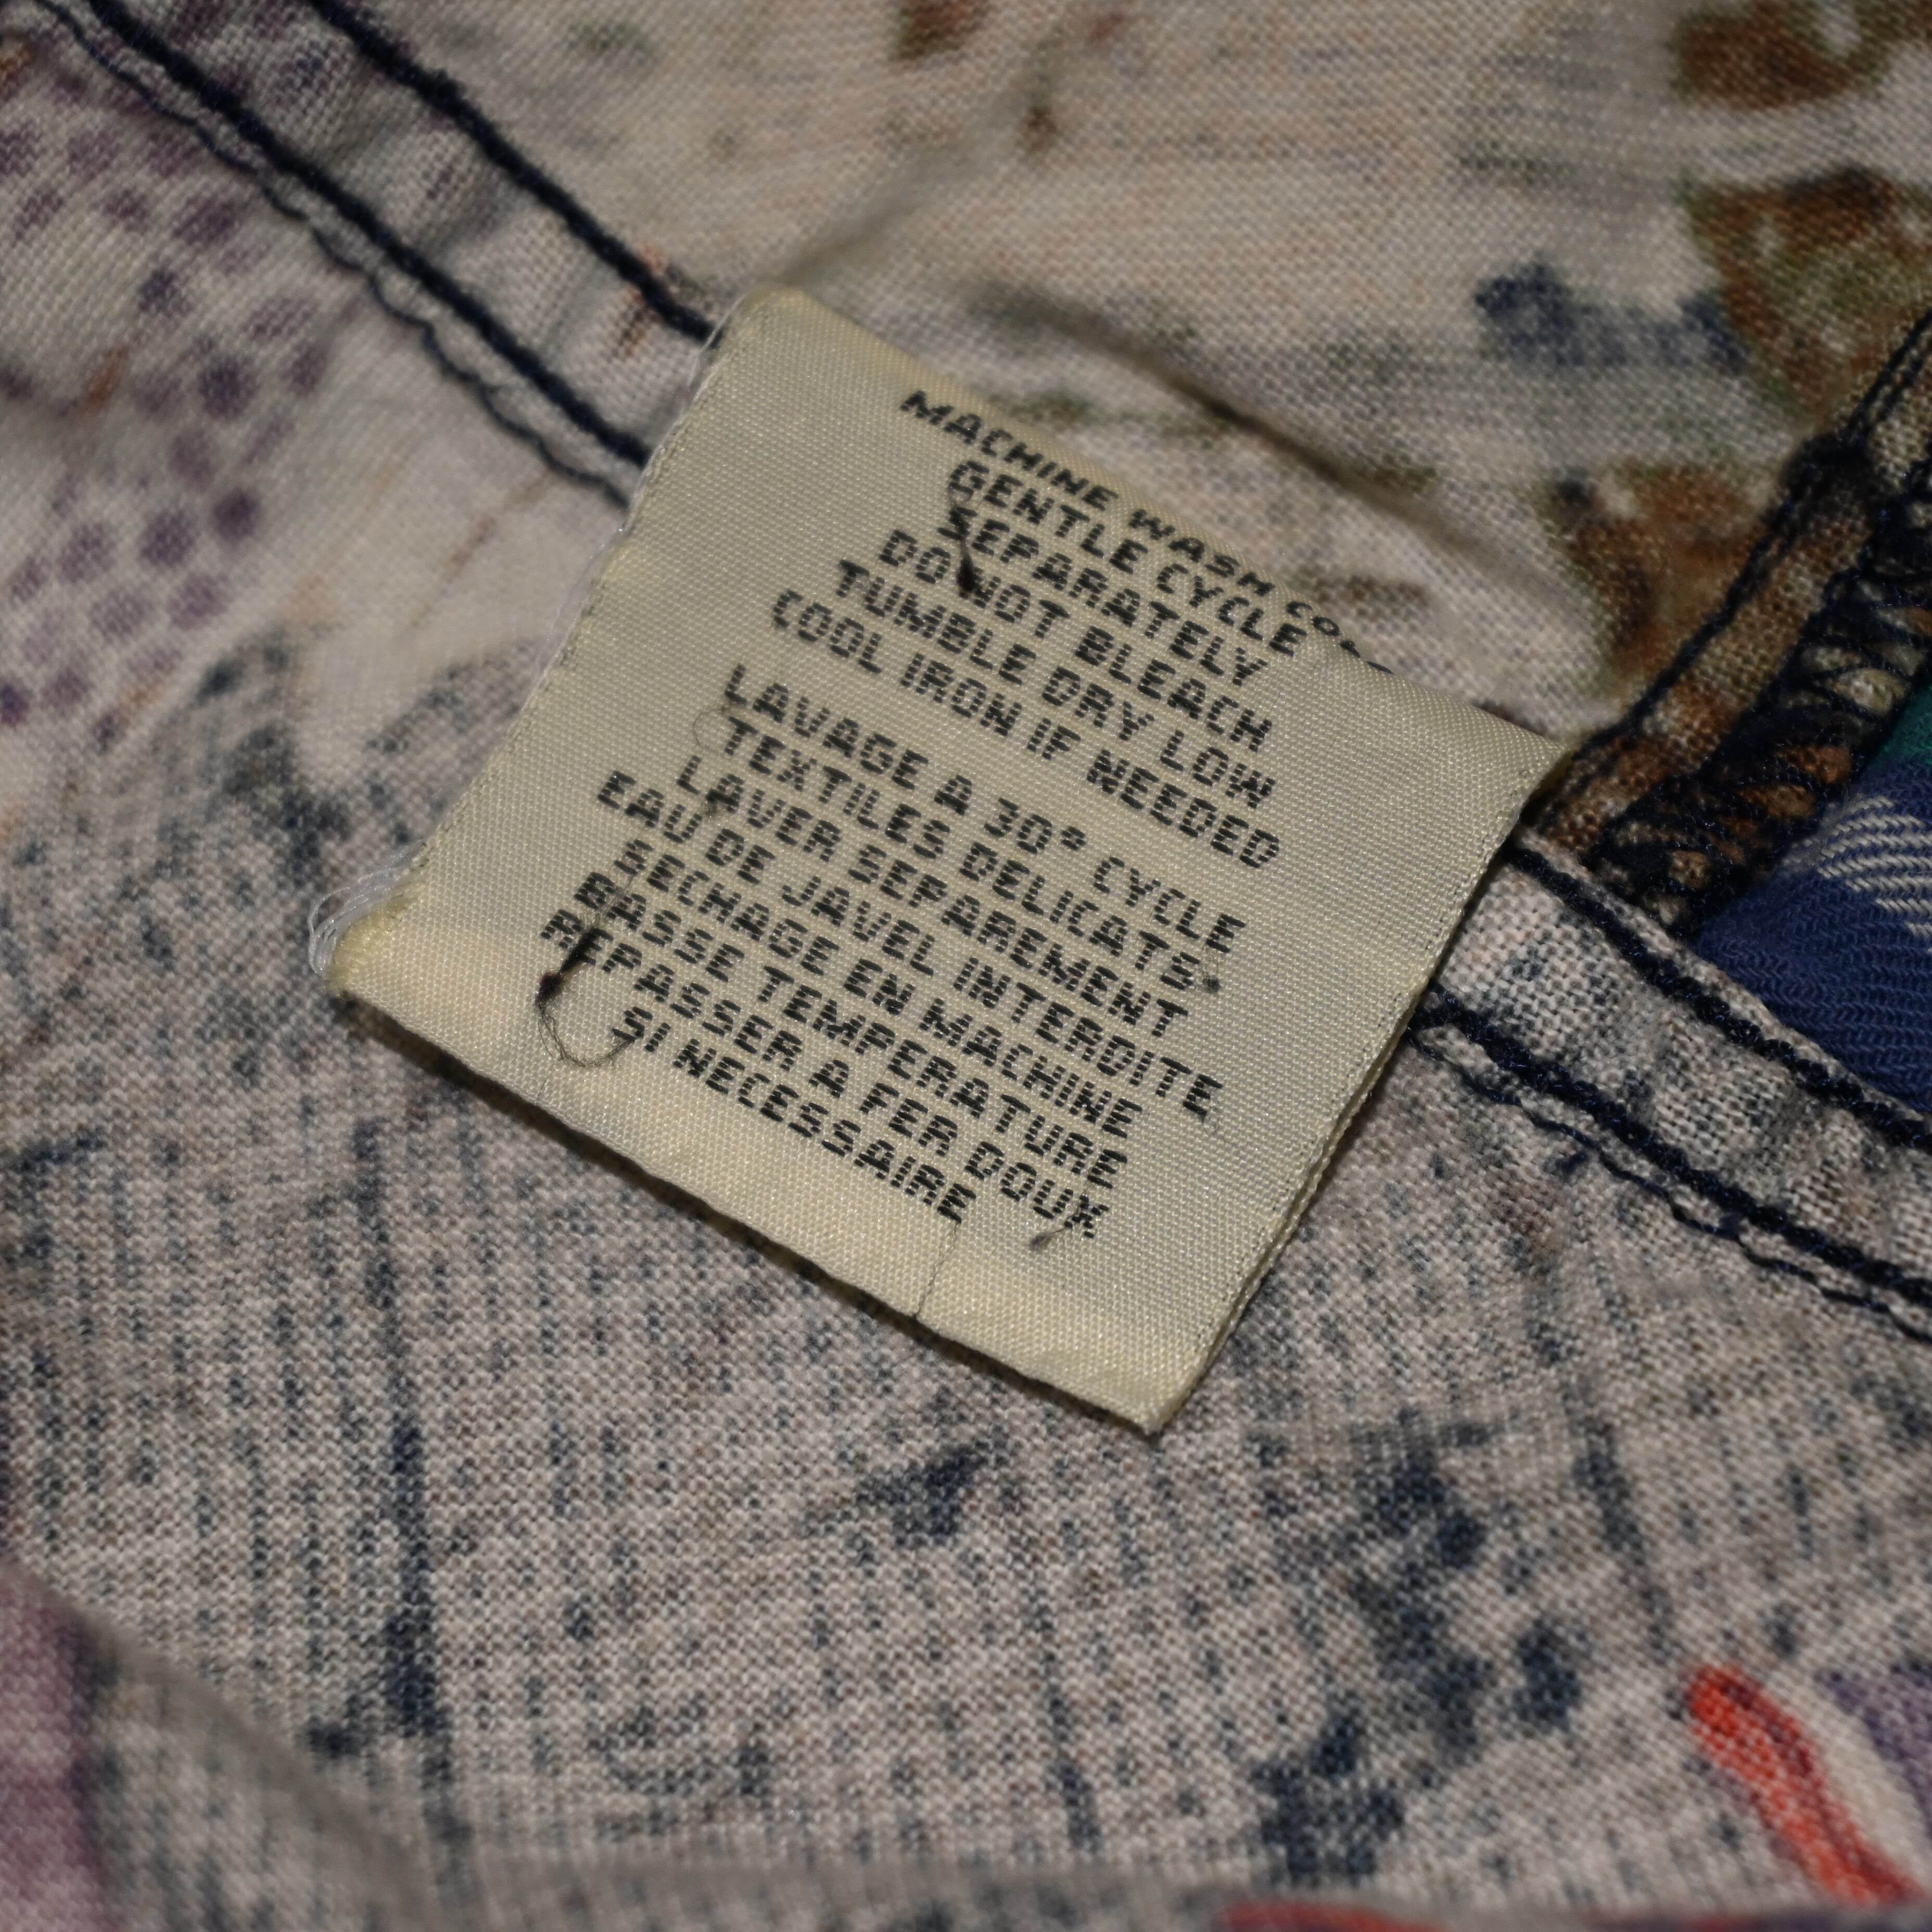 MACHINE WASH COLD
GENTLE CYCLE
SEPARATELY
DO NOT BLEACH
TUMBLE DRY LOW
COOL IRON IF NEEDED
LAVAGE A 30° CYCLE
TEXTILES DELICATS.
LAVER SEPAREMENT
EAU DE JAVEL INTERDITE
SECHAGE EN MACHINE
BASSE TEMPERATURE
REPASSER A FER DOUX
SI NECESSAIRE